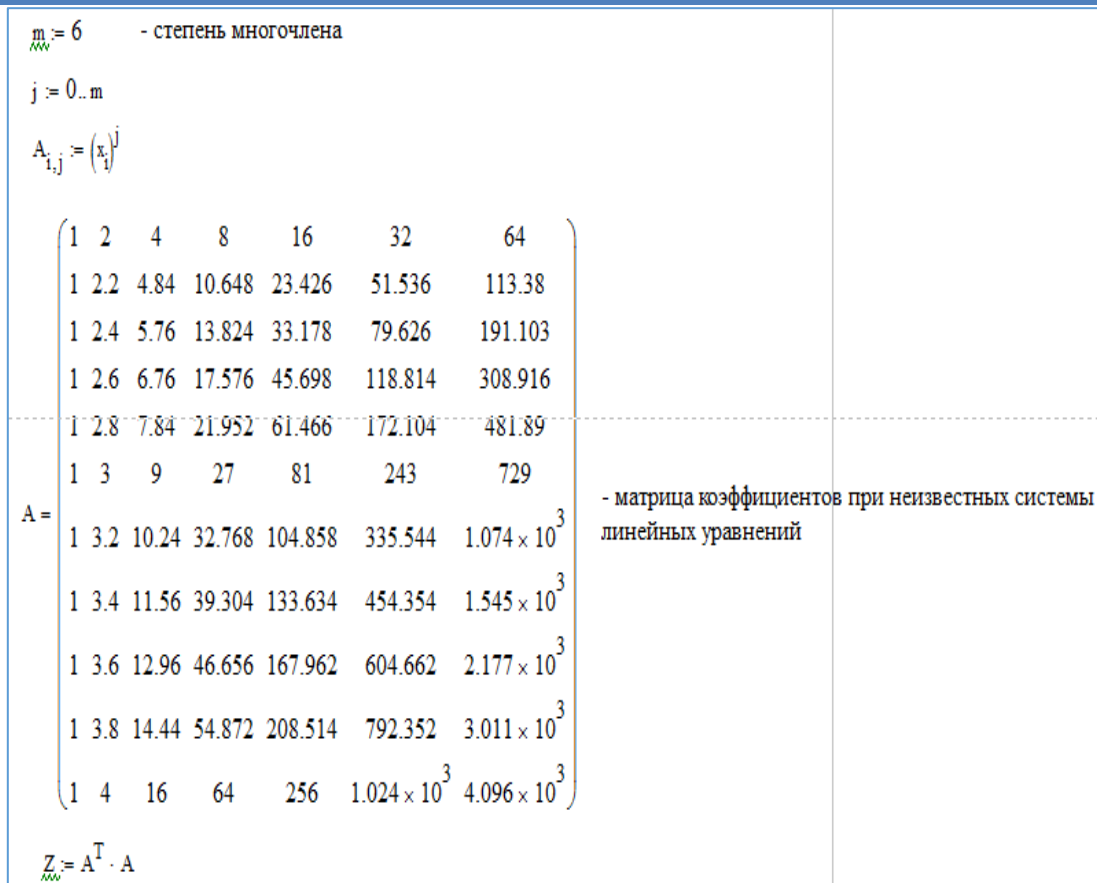 m := 6 - степень многочлена
j := 0.. m
A i,j := (x i)^j
1 2 4 8 16 32 64
1 2.2 4.84 10.648 23.426 51.536 113.38
1 2.4 5.76 13.824 33.178 79.626 191.103
1 2.6 6.76 17.576 45.698 118.814 308.916
1 2.8 7.84 21.952 61.466 172.104 481.89
1 3 9 27 81 243 729
A =
1 3.2 10.24 32.768 104.858 335.544 1.074 × 10^3
1 3.4 11.56 39.304 133.634 454.354 1.545 × 10^3
1 3.6 12.96 46.656 167.962 604.662 2.177 × 10^3
1 3.8 14.44 54.872 208.514 792.352 3.011 × 10^3
1 4 16 64 256 1.024 × 10^3 4.096 × 10^3
- матрица коэффициентов при неизвестных системы
линейных уравнений
Z := A^T · A